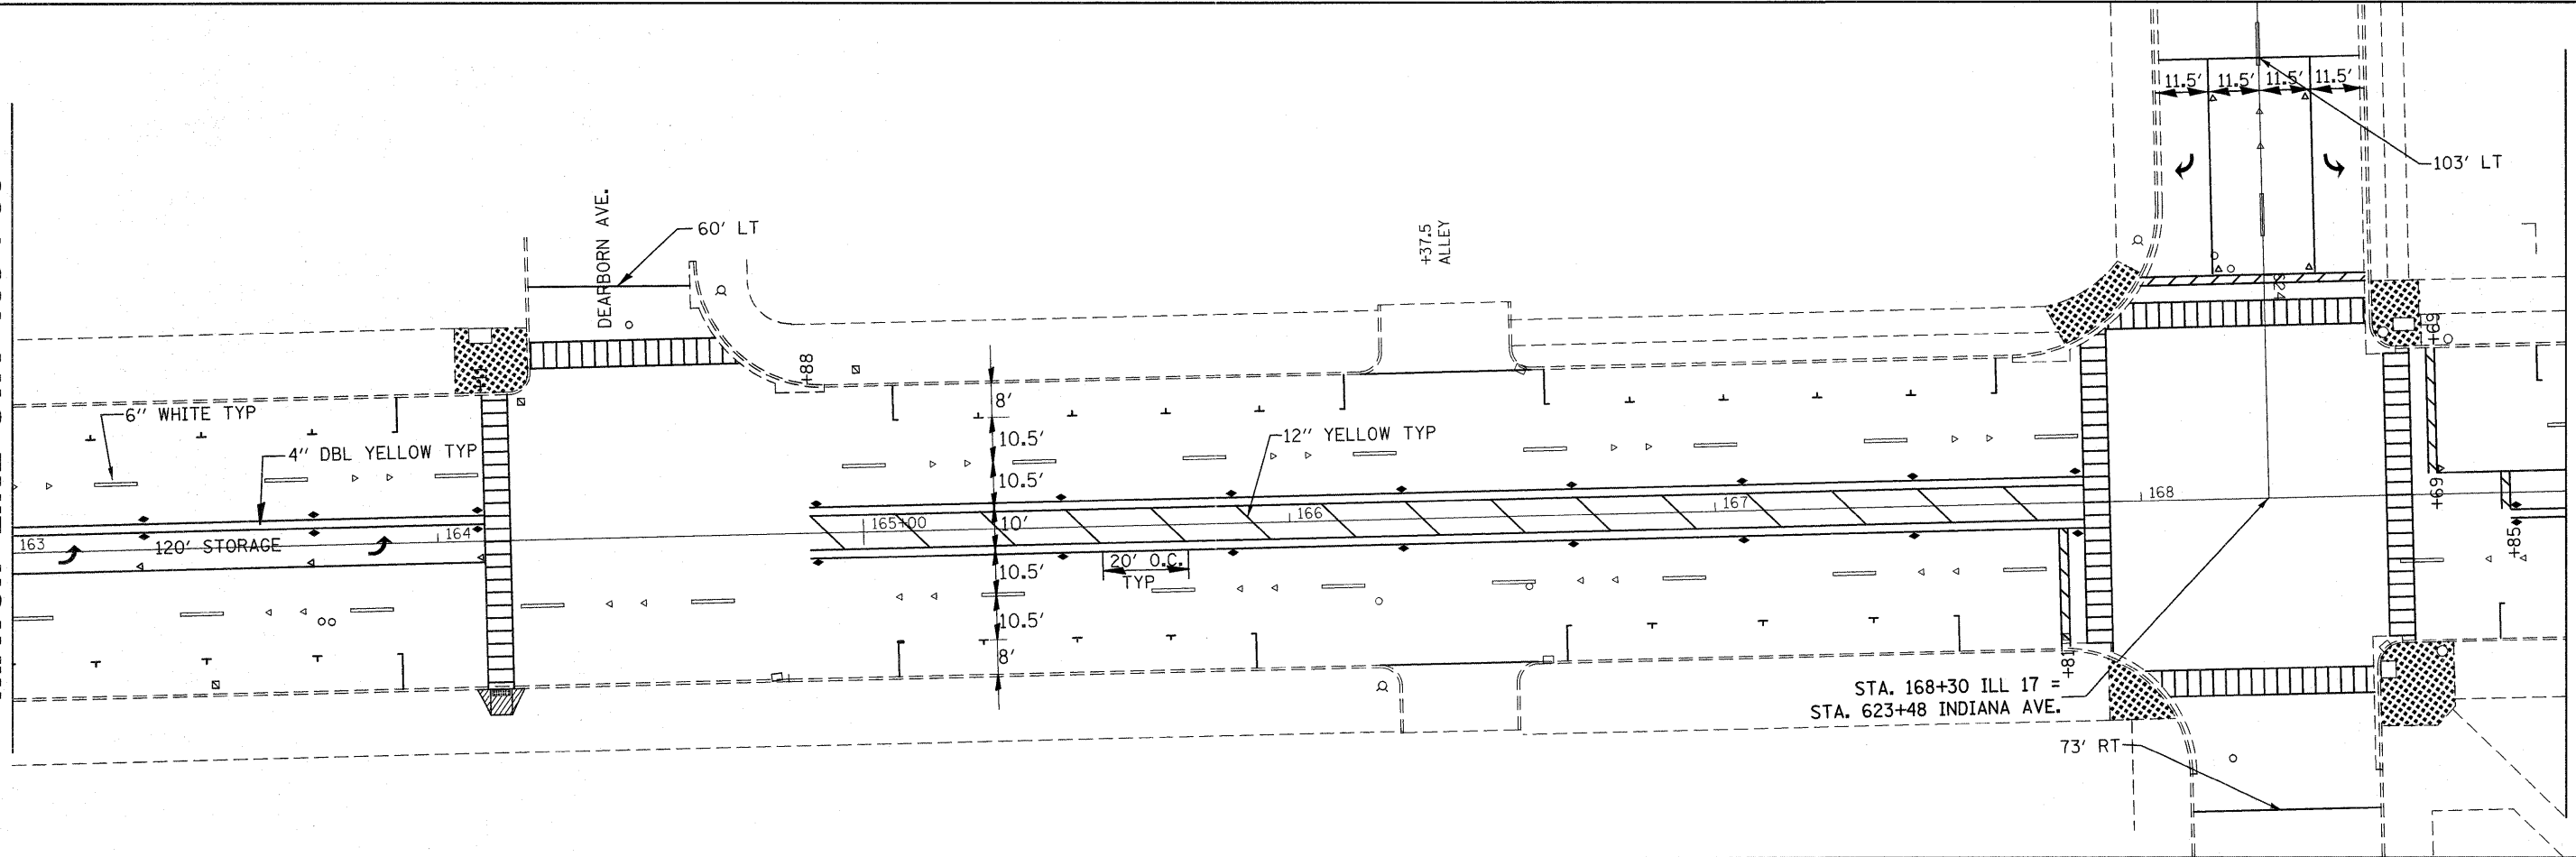 11.5' 11.5' 11.5' 11.5'
103' LT
60' LT
DEARBORN AVE.
+37.5
ALLEY
+88
+69
6" WHITE TYP
4" DBL YELLOW TYP
8'
10.5'
10.5'
12" YELLOW TYP
163
120' STORAGE
164
165+00
10'
166
167
168
+69
+85
20' O.C.
TYP
10.5'
10.5'
8'
+81
STA. 168+30 ILL 17 =
STA. 623+48 INDIANA AVE.
73' RT